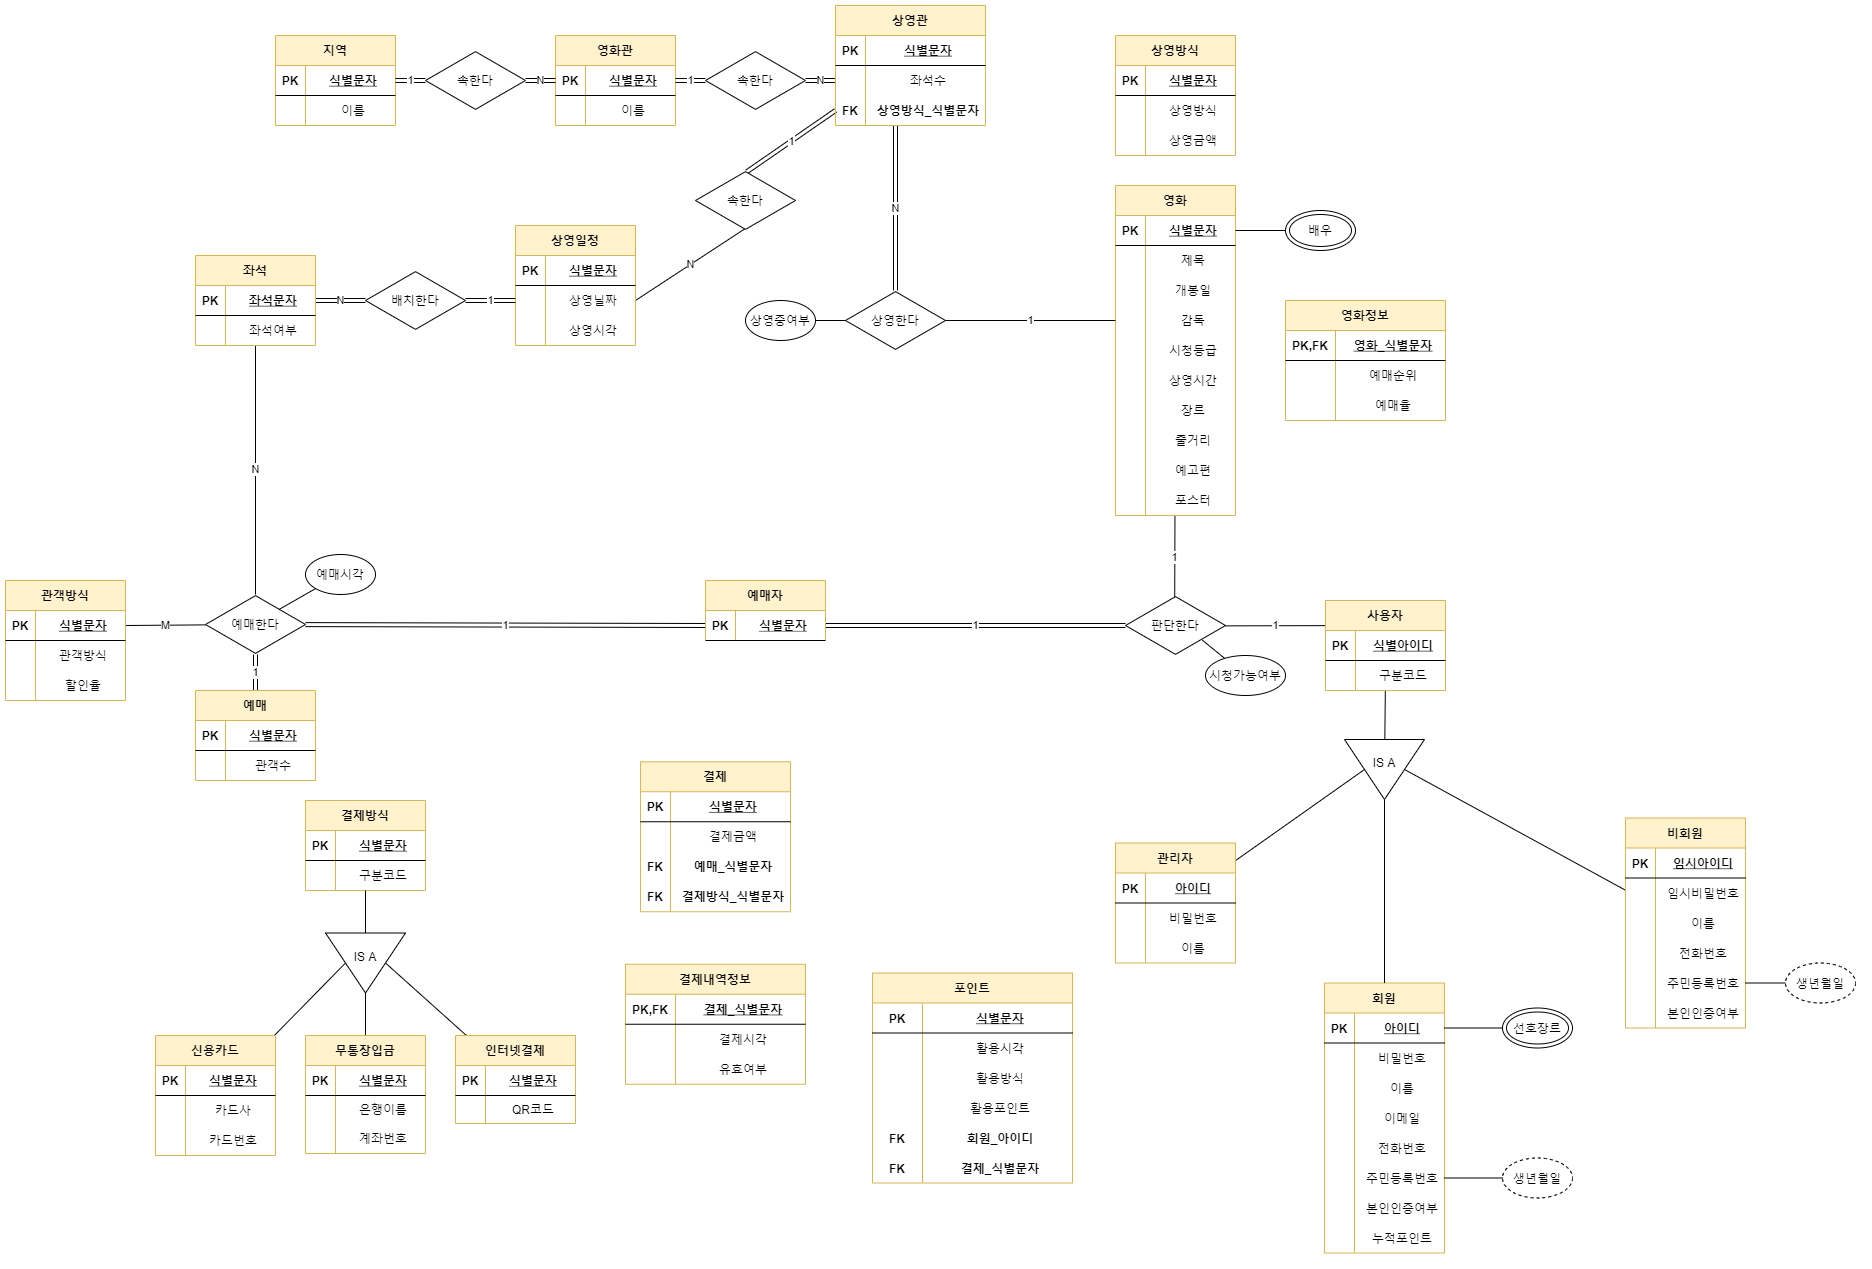 지역
PK 식별문자
이름
1
속한다
N
영화관
PK 식별문자
이름
1
속한다
N
상영관
PK 식별문자
좌석수
FK 상영방식_식별문자
상영방식
PK 식별문자
상영방식
상영금액
1
속한다
N
N
상영중여부
상영한다
1
영화
PK 식별문자
제목
개봉일
감독
시청등급
상영시간
장르
줄거리
예고편
포스터
배우
영화정보
PK,FK 영화_식별문자
예매순위
예매율
좌석
PK 좌석문자
좌석여부
N
배치한다
1
상영일정
PK 식별문자
상영날짜
상영시각
N
관객방식
PK 식별문자
관객방식
할인율
M
예매한다
예매시각
1
예매자
PK 식별문자
1
판단한다
1
시청가능여부
1
사용자
PK 식별아이디
구분코드
1
예매
PK 식별문자
관객수
결제방식
PK 식별문자
구분코드
IS A
신용카드
PK 식별문자
카드사
카드번호
무통장입금
PK 식별문자
은행이름
계좌번호
인터넷결제
PK 식별문자
QR코드
결제
PK 식별문자
결제금액
FK 예매_식별문자
FK 결제방식_식별문자
결제내역정보
PK,FK 결제_식별문자
결제시각
유효여부
포인트
PK 식별문자
활용시각
활용방식
활용포인트
FK 회원_아이디
FK 결제_식별문자
IS A
관리자
PK 아이디
비밀번호
이름
회원
PK 아이디
비밀번호
이름
이메일
전화번호
주민등록번호
본인인증여부
누적포인트
선호장르
생년월일
비회원
PK 임시아이디
임시비밀번호
이름
전화번호
주민등록번호
본인인증여부
생년월일